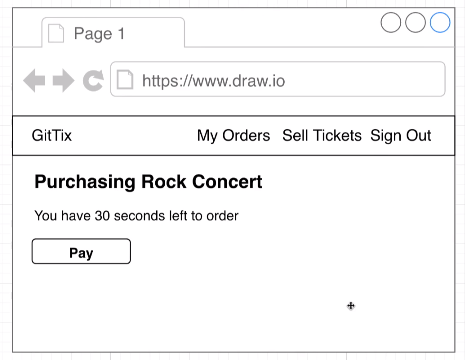 Page 1
https://www.draw.io
GitTix My Orders Sell Tickets Sign Out
Purchasing Rock Concert
You have 30 seconds left to order
Pay